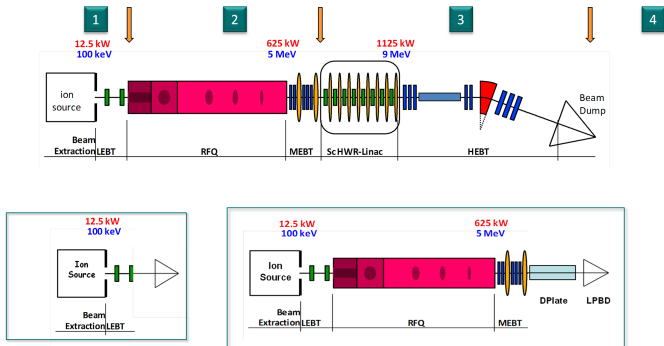 1 2 3 4
12.5 kW 625 kW 1125 kW
100 keV 5 MeV 9 MeV
ion
source
Beam
Dump
Beam
Extraction LEBT RFQ MEBT ScHWR-Linac HEBT
12.5 kW
100 keV
Ion
Source
Beam
Extraction LEBT
12.5 kW 625 kW
100 keV 5 MeV
Ion
Source
DPlate LPBD
Beam
Extraction LEBT RFQ MEBT